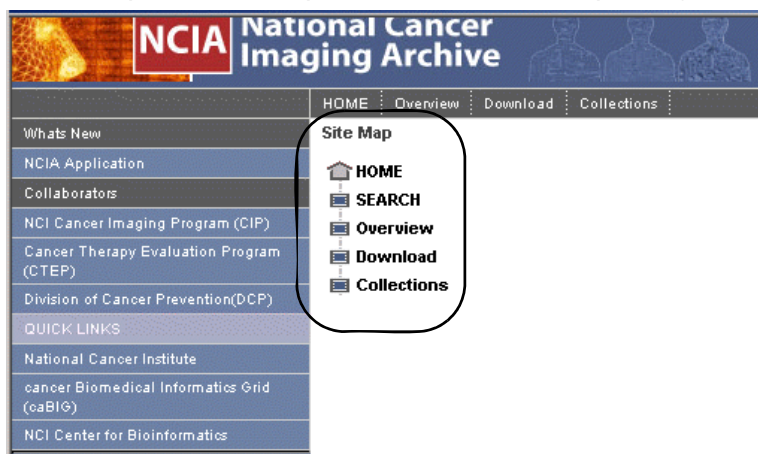 NCIA
National Cancer
Imaging Archive
HOME Overview Download Collections
Whats New
NCIA Application
Collaborators
NCI Cancer Imaging Program (CIP)
Cancer Therapy Evaluation Program
(CTEP)
Division of Cancer Prevention(DCP)
QUICK LINKS
National Cancer Institute
cancer Biomedical Informatics Grid
(caBIG)
NCI Center for Bioinformatics
Site Map
HOME
SEARCH
Overview
Download
Collections